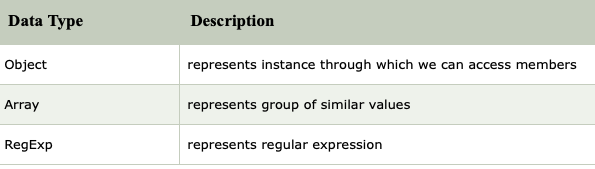 Data Type Description
Object represents instance through which we can access members
Array represents group of similar values
RegExp represents regular expression